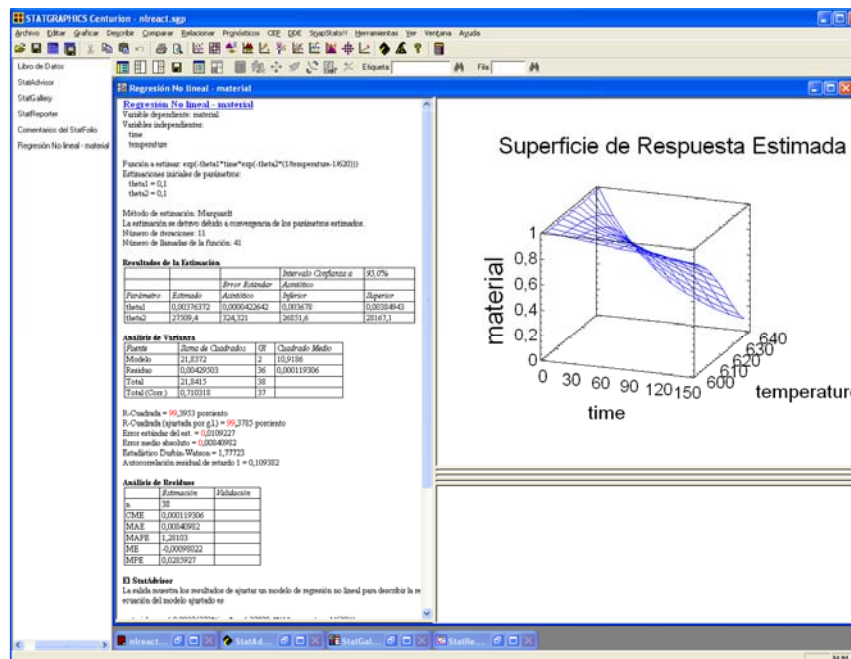 STATGRAPHICS Centurion - nlreact.sgp
Archivo Editar Graficar Describir Comparar Relacionar Pronósticos CEP DDE SnapStats!! Herramientas Ver Ventana Ayuda
Etiqueta: Fila:
Libro de Datos
StatAdvisor
StatGallery
StatReporter
Comentarios del StatFolio
Regresión No lineal - material
Regresión No lineal - material
Regresión No lineal - material
Variable dependiente: material
Variables independientes:
time
temperature
Función a estimar: exp(-theta1*time*exp(-theta2*(1/temperature-1/620)))
Estimaciones iniciales de parámetros:
theta1 = 0,1
theta2 = 0,1
Método de estimación: Marquardt
La estimación se detuvo debido a convergencia de los parámetros estimados.
Número de iteraciones: 11
Número de llamadas de la función: 41
Resultados de la Estimación
Intervalo Confianza a 95,0%
Error Estándar Asintótico
Parámetro Estimado Asintótico Inferior Superior
theta1 0,00376372 0,0000422642 0,003678 0,00384943
theta2 27509,4 324,321 26851,6 28167,1
Análisis de Varianza
Fuente Suma de Cuadrados Gl Cuadrado Medio
Modelo 21,8372 2 10,9186
Residuo 0,00429503 36 0,000119306
Total 21,8415 38
Total (Corr.) 0,710318 37
R-Cuadrada = 99,3953 porciento
R-Cuadrada (ajustada por g.l.) = 99,3785 porciento
Error estándar del est. = 0,0109227
Error medio absoluto = 0,00840982
Estadístico Durbin-Watson = 1,77723
Autocorrelación residual de retardo 1 = 0,109382
Análisis de Residuos
Estimación Validación
n 38
CME 0,000119306
MAE 0,00840982
MAPE 1,28103
ME -0,00098022
MPE 0,0285927
El StatAdvisor
La salida muestra los resultados de ajustar un modelo de regresión no lineal para describir la re
ecuación del modelo ajustado es
Superficie de Respuesta Estimada
material
1
0,8
0,6
0,4
0,2
0
0 30 60 90 120 150
time
600 610 620 630 640
temperature
nlreact... StatAd... StatGal... StatRe...